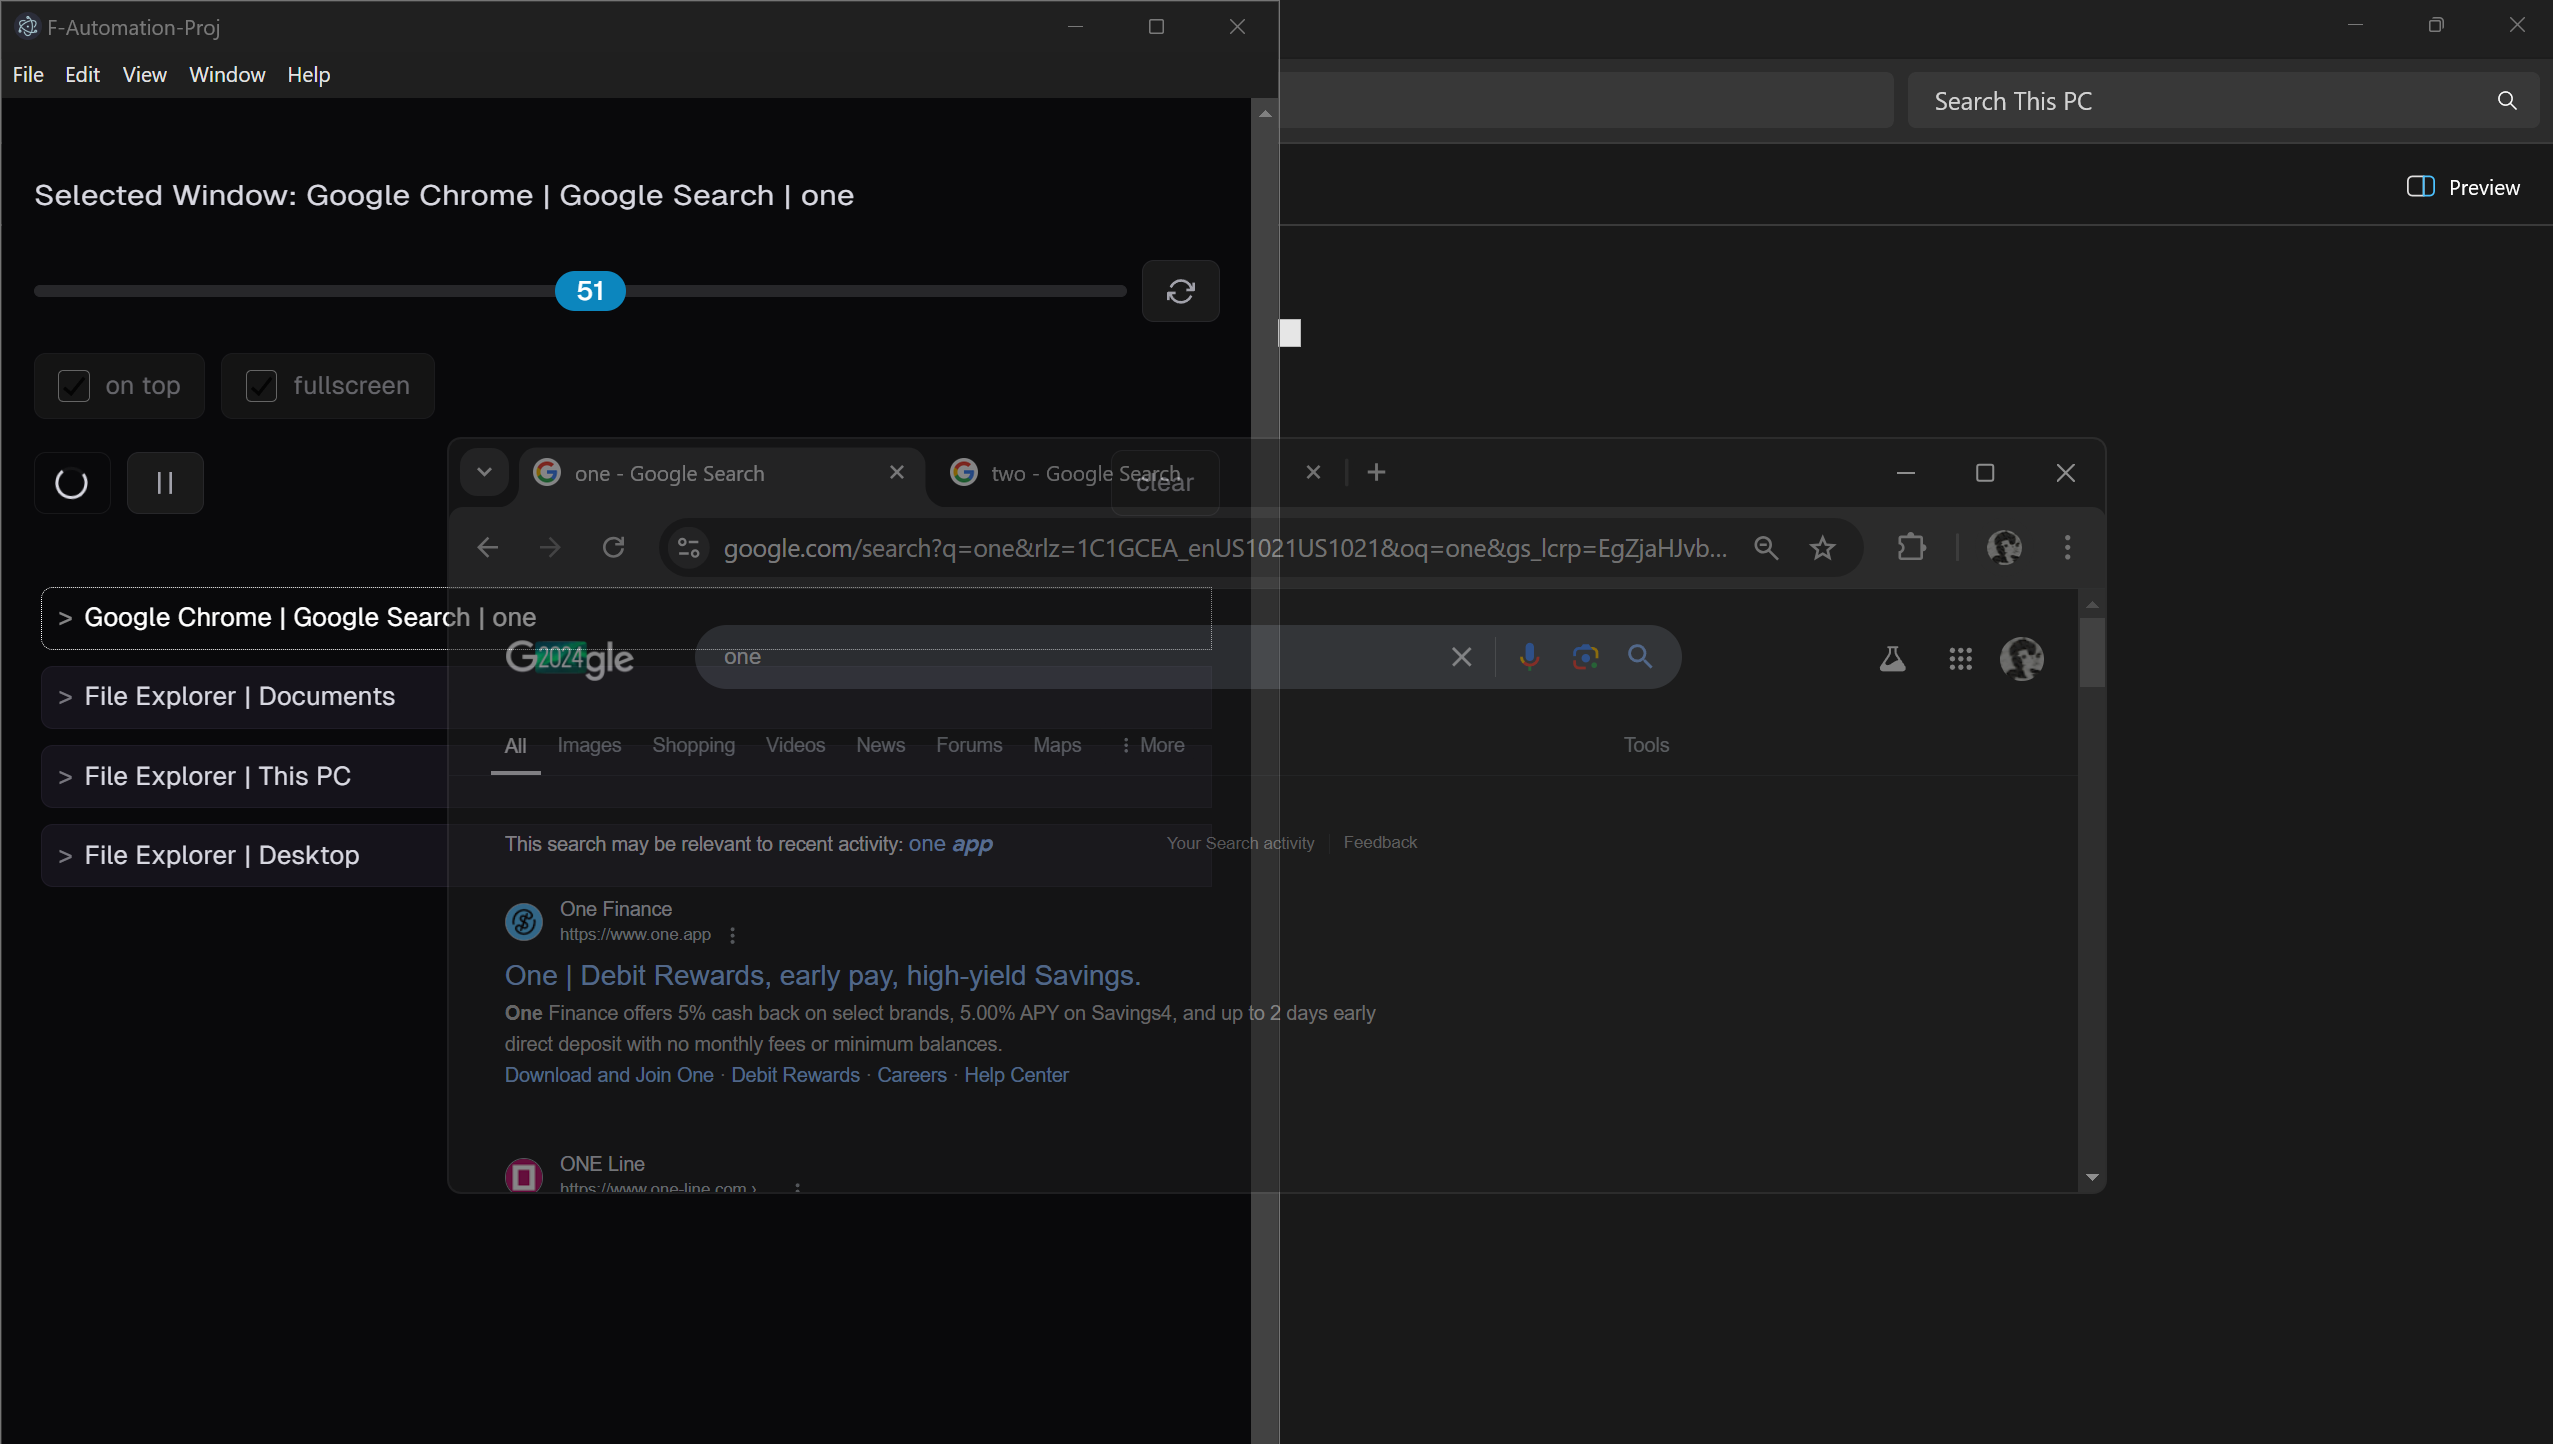 F-Automation-Proj
File Edit View Window Help
Search This PC
Preview
Selected Window: Google Chrome | Google Search | one
51
on top fullscreen
clear
one - Google Search
two - Google Search
google.com/search?q=one&rlz=1C1GCEA_enUS1021US1021&oq=one&gs_lcrp=EgZjaHJvb...
> Google Chrome | Google Search | one
> File Explorer | Documents
> File Explorer | This PC
> File Explorer | Desktop
G2024gle
one
All Images Shopping Videos News Forums Maps More Tools
This search may be relevant to recent activity: one app
Your Search activity Feedback
One Finance
https://www.one.app
One | Debit Rewards, early pay, high-yield Savings.
One Finance offers 5% cash back on select brands, 5.00% APY on Savings4, and up to 2 days early
direct deposit with no monthly fees or minimum balances.
Download and Join One · Debit Rewards · Careers · Help Center
ONE Line
https://www.one-line.com ›